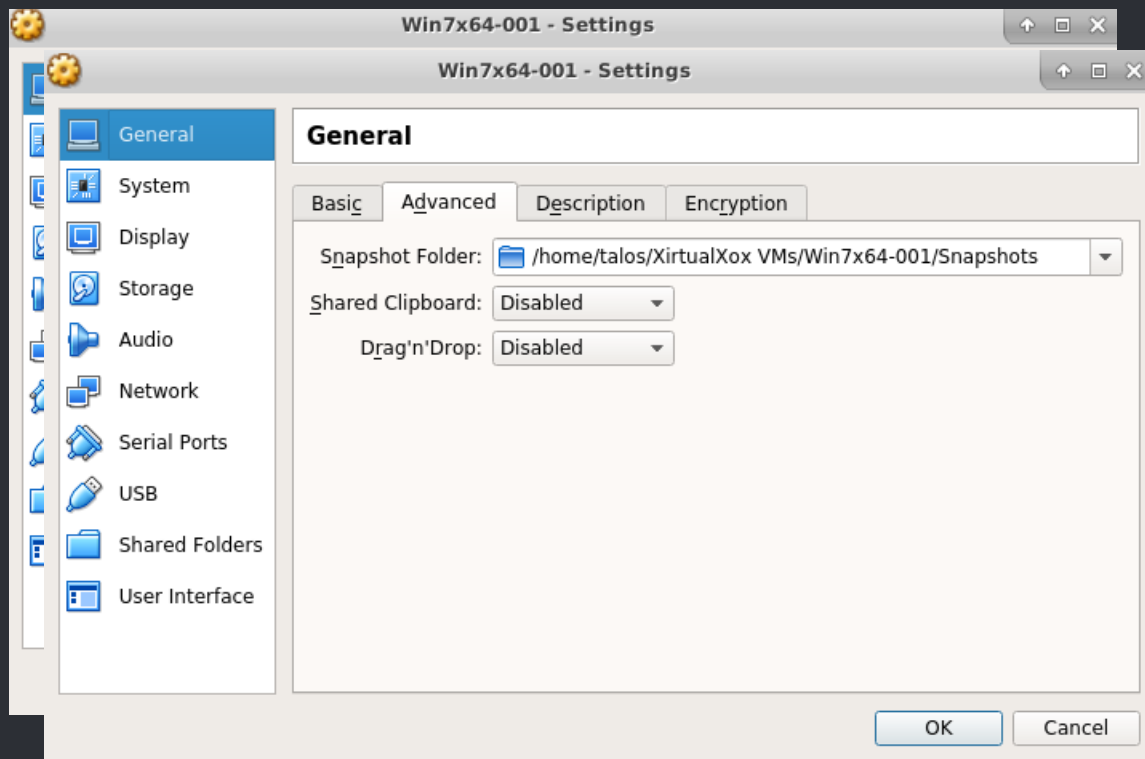 Win7x64-001 - Settings
Win7x64-001 - Settings
General
System
Display
Storage
Audio
Network
Serial Ports
USB
Shared Folders
User Interface
General
Basic Advanced Description Encryption
Snapshot Folder: /home/talos/XirtualXox VMs/Win7x64-001/Snapshots
Shared Clipboard: Disabled
Drag'n'Drop: Disabled
OK Cancel